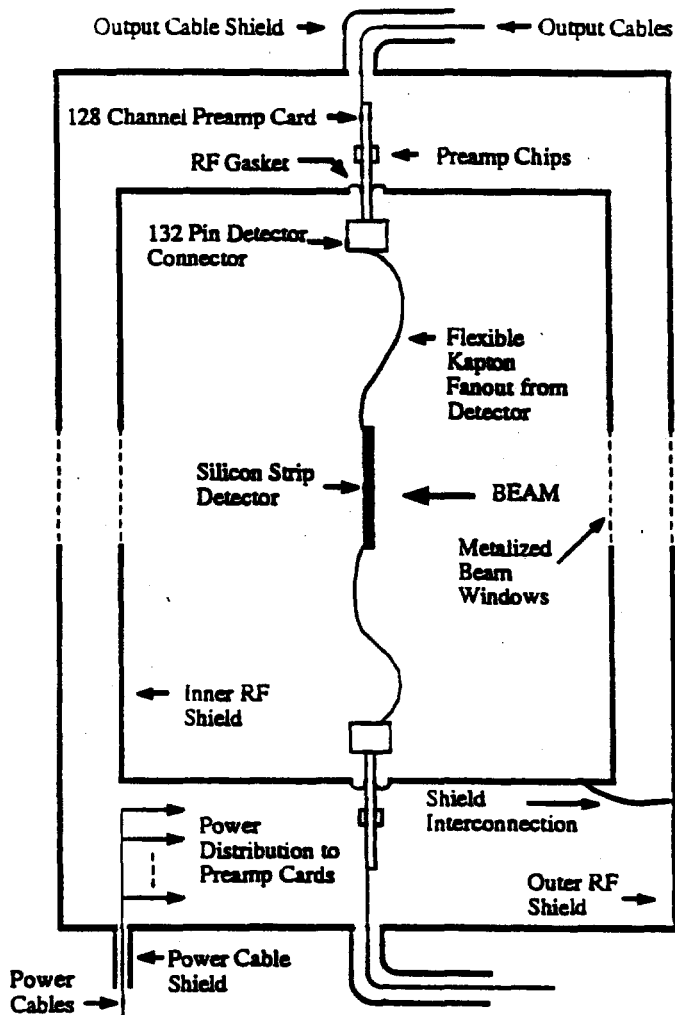 Output Cable Shield
Output Cables
128 Channel Preamp Card
RF Gasket
Preamp Chips
132 Pin Detector
Connector
Flexible
Kapton
Fanout from
Detector
Silicon Strip
Detector
BEAM
Metalized
Beam
Windows
Inner RF
Shield
Shield
Interconnection
Power
Distribution to
Preamp Cards
Outer RF
Shield
Power Cable
Shield
Power
Cables